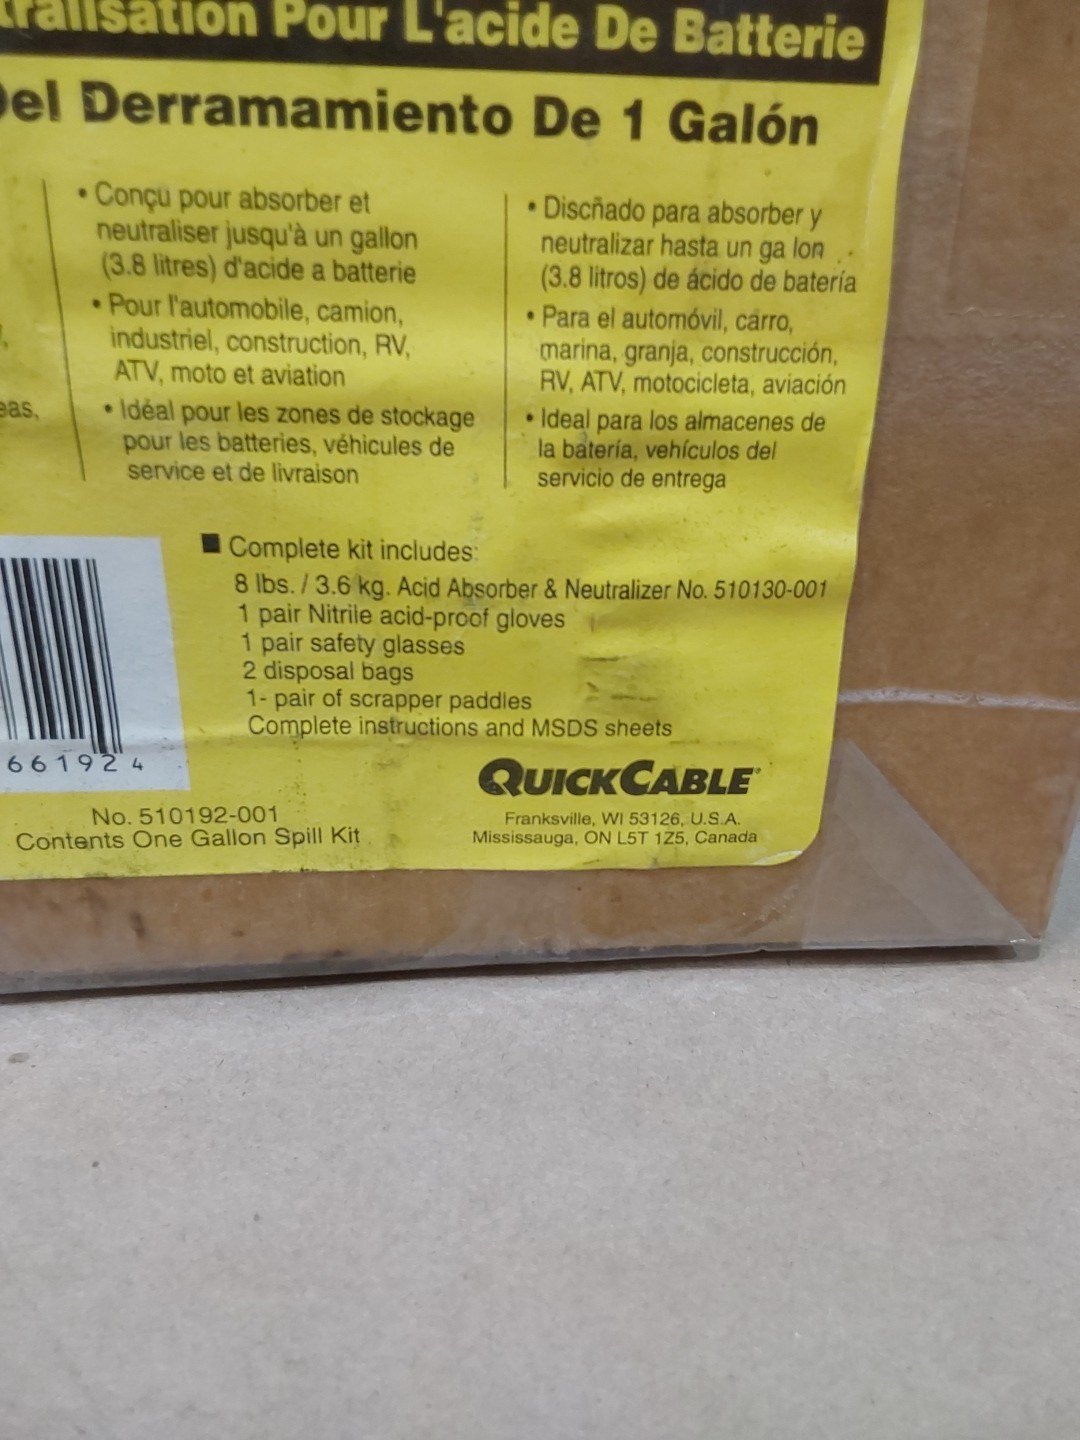 tralisation Pour L'acide De Batterie
Del Derramamiento De 1 Galón
• Conçu pour absorber et
neutraliser jusqu'à un gallon
(3.8 litres) d'acide a batterie
• Pour l'automobile, camion,
industriel, construction, RV,
ATV, moto et aviation
• Idéal pour les zones de stockage
pour les batteries, véhicules de
service et de livraison
• Discñado para absorber y
neutralizar hasta un ga lon
(3.8 litros) de ácido de batería
• Para el automóvil, carro,
marina, granja, construcción,
RV, ATV, motocicleta, aviación
• Ideal para los almacenes de
la batería, vehículos del
servicio de entrega
eas,
■ Complete kit includes:
8 lbs. / 3.6 kg. Acid Absorber & Neutralizer No. 510130-001
1 pair Nitrile acid-proof gloves
1 pair safety glasses
2 disposal bags
1- pair of scrapper paddles
Complete instructions and MSDS sheets
66192 4
No. 510192-001
Contents One Gallon Spill Kit
QUICKCABLE®
Franksville, WI 53126, U.S.A.
Mississauga, ON L5T 1Z5, Canada